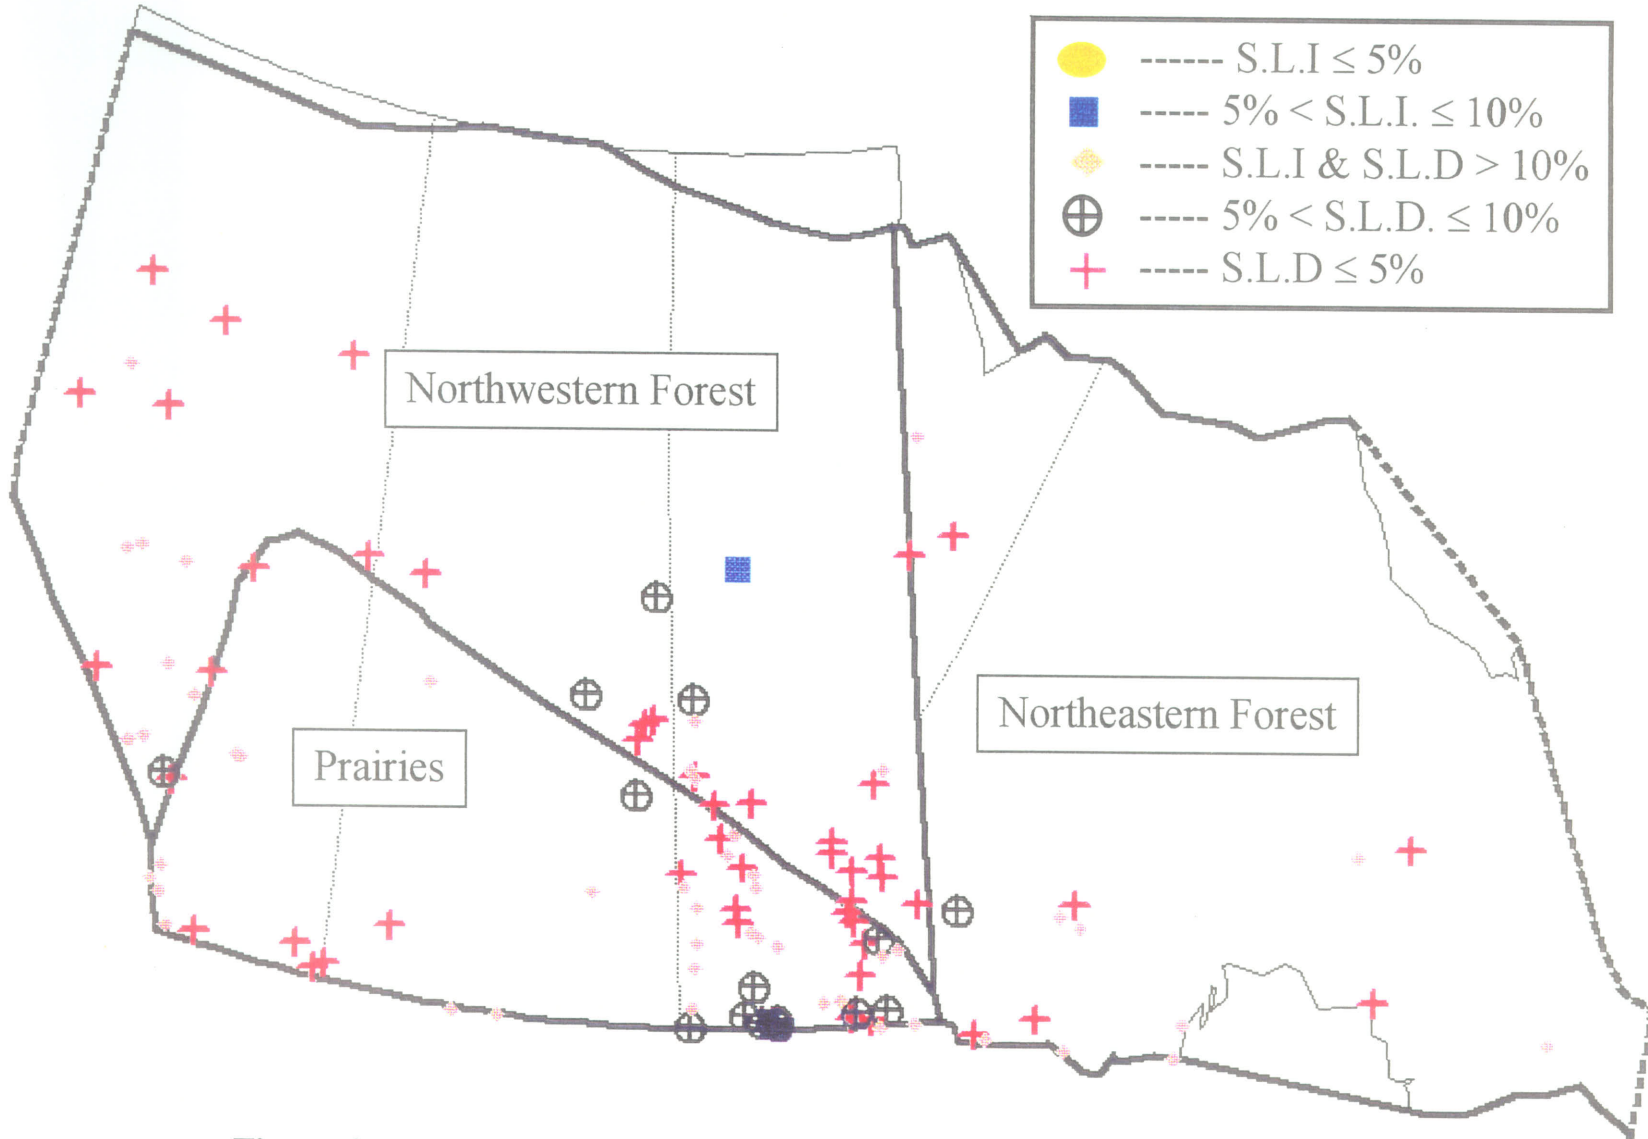 ------ S.L.I ≤ 5%
----- 5% < S.L.I. ≤ 10%
----- S.L.I & S.L.D > 10%
----- 5% < S.L.D. ≤ 10%
----- S.L.D ≤ 5%
Northwestern Forest
Northeastern Forest
Prairies